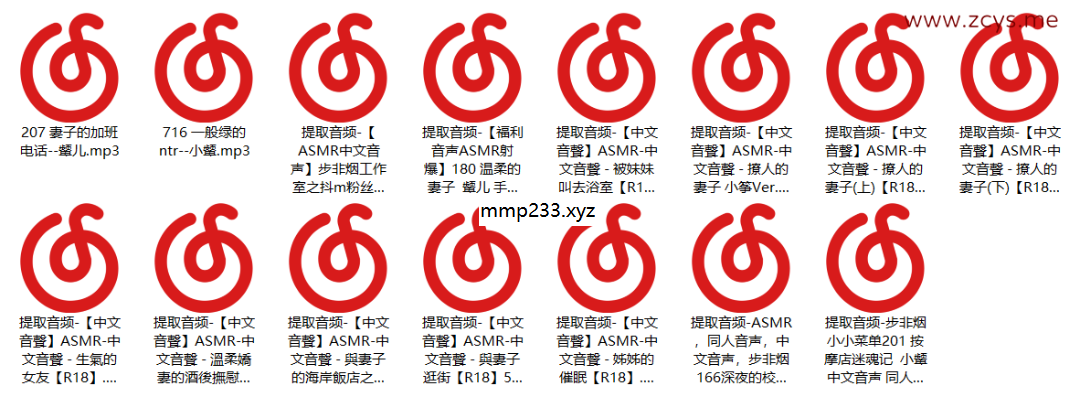 www.zcys.me
207 妻子的加班
电话--颦儿.mp3
716 一般绿的
ntr--小颦.mp3
提取音频-【
ASMR中文音
声】步非烟工作
室之抖m粉丝...
提取音频-【福利
音声ASMR射
爆】180 温柔的
妻子 颦儿 手...
提取音频-【中文
音聲】ASMR-中
文音聲 - 被妹妹
叫去浴室【R1...
提取音频-【中文
音聲】ASMR-中
文音聲 - 撩人的
妻子 小筝Ver....
提取音频-【中文
音聲】ASMR-中
文音聲 - 撩人的
妻子(上)【R18...
提取音频-【中文
音聲】ASMR-中
文音聲 - 撩人的
妻子(下)【R18...
mmp233.xyz
提取音频-【中文
音聲】ASMR-中
文音聲 - 生氣的
女友【R18】....
提取音频-【中文
音聲】ASMR-中
文音聲 - 溫柔嬌
妻的酒後撫慰...
提取音频-【中文
音聲】ASMR-中
文音聲 - 與妻子
的海岸飯店之...
提取音频-【中文
音聲】ASMR-中
文音聲 - 與妻子
逛街【R18】5...
提取音频-【中文
音聲】ASMR-中
文音聲 - 姊姊的
催眠【R18】....
提取音频-ASMR
，同人音声，中
文音声，步非烟
166深夜的校...
提取音频-步非烟
小小菜单201 按
摩店迷魂记 小颦
中文音声 同人...